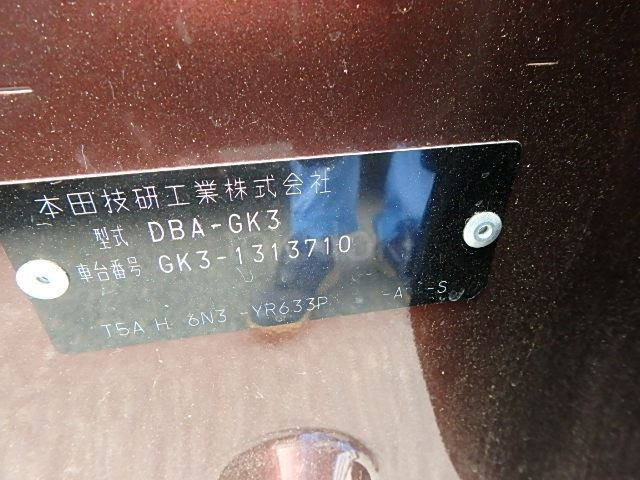 本田技研工業株式会社
型式 DBA-GK3
車台番号 GK3-1313710
T5A H 6N3 -YR633P -A -S